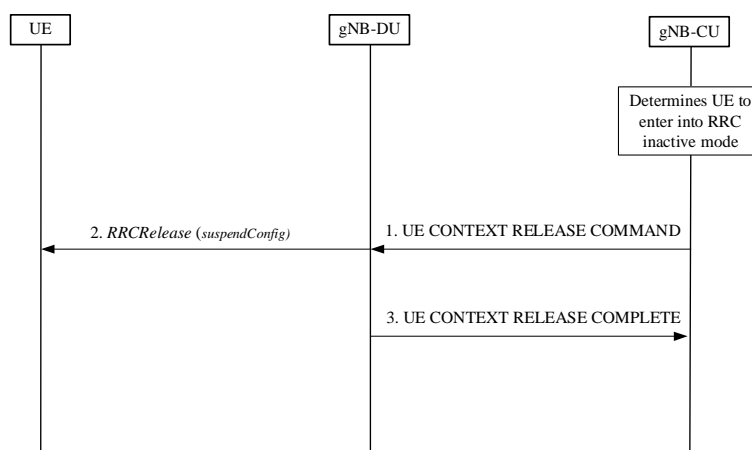 UE
gNB-DU
gNB-CU
Determines UE to
enter into RRC
inactive mode
2. RRCRelease (suspendConfig)
1. UE CONTEXT RELEASE COMMAND
3. UE CONTEXT RELEASE COMPLETE